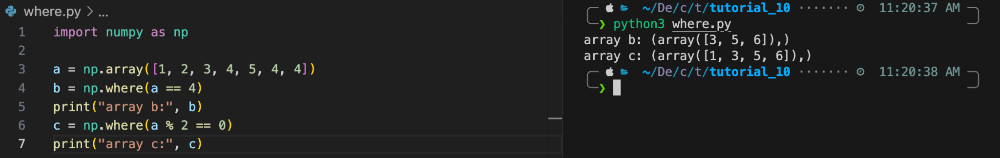 where.py > ...
1 import numpy as np
2
3 a = np.array([1, 2, 3, 4, 5, 4, 4])
4 b = np.where(a == 4)
5 print("array b:", b)
6 c = np.where(a % 2 == 0)
7 print("array c:", c)
~/De/c/t/tutorial_10 ······· 11:20:37 AM
❯ python3 where.py
array b: (array([3, 5, 6]),)
array c: (array([1, 3, 5, 6]),)
~/De/c/t/tutorial_10 ······· 11:20:38 AM
❯